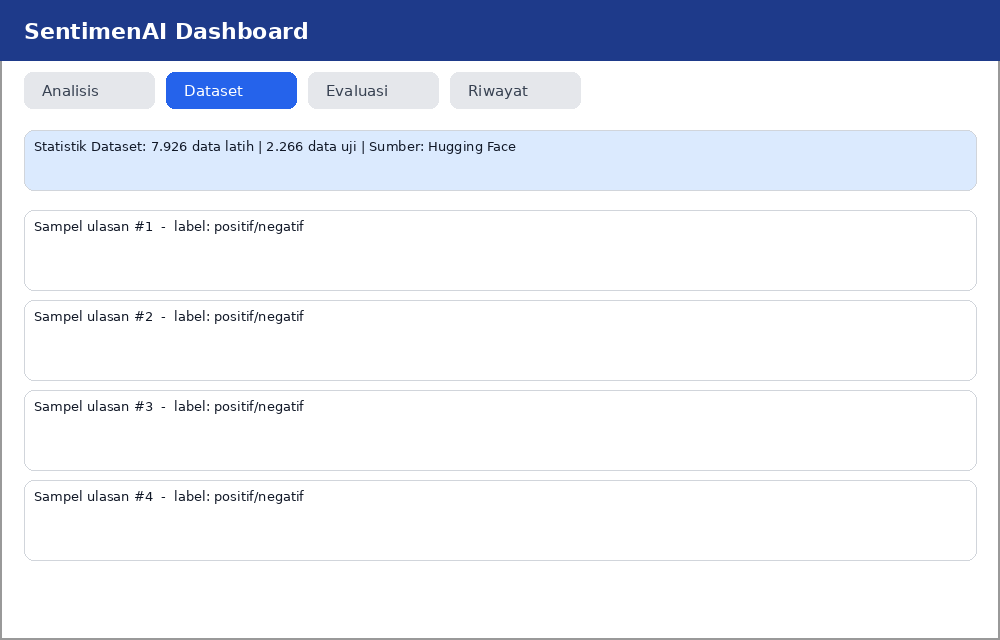 SentimenAI Dashboard
Analisis Dataset Evaluasi Riwayat
Statistik Dataset: 7.926 data latih | 2.266 data uji | Sumber: Hugging Face
Sampel ulasan #1 - label: positif/negatif
Sampel ulasan #2 - label: positif/negatif
Sampel ulasan #3 - label: positif/negatif
Sampel ulasan #4 - label: positif/negatif